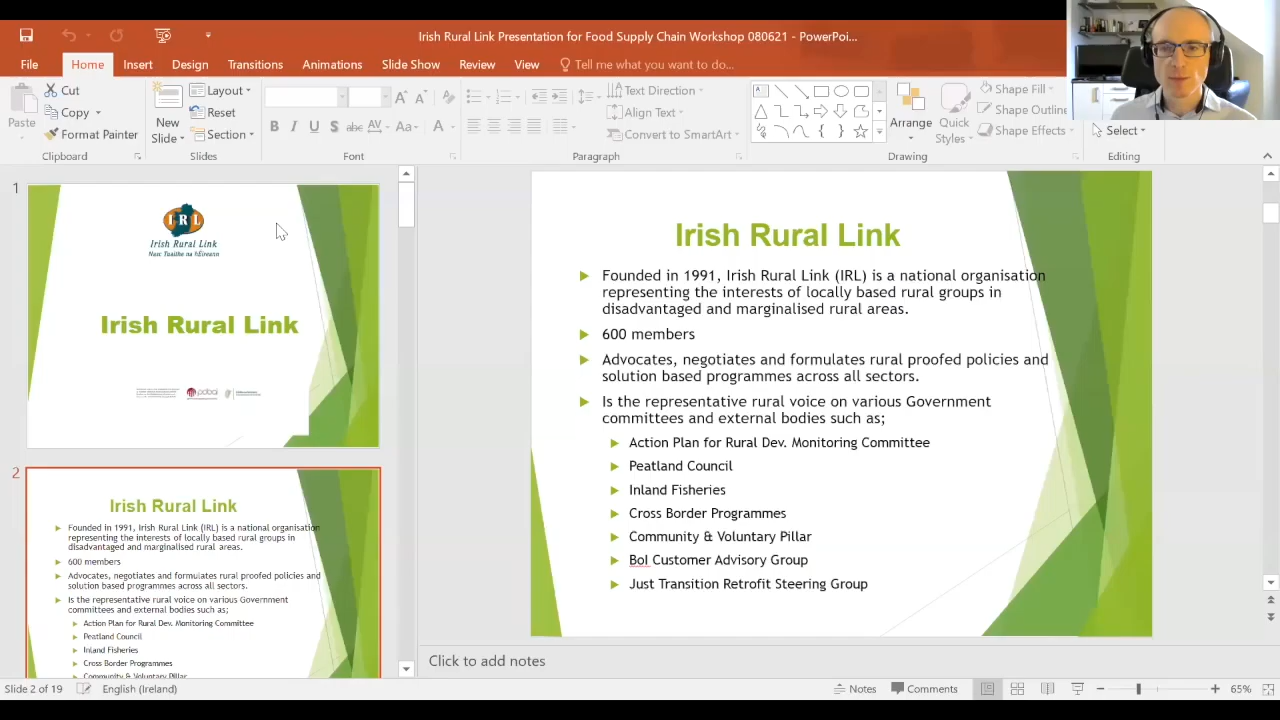 Irish Rural Link Presentation for Food Supply Chain Workshop 080621 - PowerPoi...
File Home Insert Design Transitions Animations Slide Show Review View Tell me what you want to do...
Paste
Cut
Copy
Format Painter
Clipboard
New Slide
Layout
Reset
Section
Slides
B I U S abc AV Aa A
Font
Text Direction
Align Text
Convert to SmartArt
Paragraph
Arrange
Quick Styles
Shape Fill
Shape Outline
Shape Effects
Drawing
Select
Editing
1
IRL
Irish Rural Link
Nasc Tuaithe na hÉireann
Irish Rural Link
pobal
2
Irish Rural Link
Founded in 1991, Irish Rural Link (IRL) is a national organisation
representing the interests of locally based rural groups in
disadvantaged and marginalised rural areas.
600 members
Advocates, negotiates and formulates rural proofed policies and
solution based programmes across all sectors.
Is the representative rural voice on various Government
committees and external bodies such as;
Action Plan for Rural Dev. Monitoring Committee
Peatland Council
Inland Fisheries
Cross Border Programmes
Community & Voluntary Pillar
Irish Rural Link
Founded in 1991, Irish Rural Link (IRL) is a national organisation
representing the interests of locally based rural groups in
disadvantaged and marginalised rural areas.
600 members
Advocates, negotiates and formulates rural proofed policies and
solution based programmes across all sectors.
Is the representative rural voice on various Government
committees and external bodies such as;
Action Plan for Rural Dev. Monitoring Committee
Peatland Council
Inland Fisheries
Cross Border Programmes
Community & Voluntary Pillar
BoI Customer Advisory Group
Just Transition Retrofit Steering Group
Click to add notes
Slide 2 of 19 English (Ireland) Notes Comments 65%